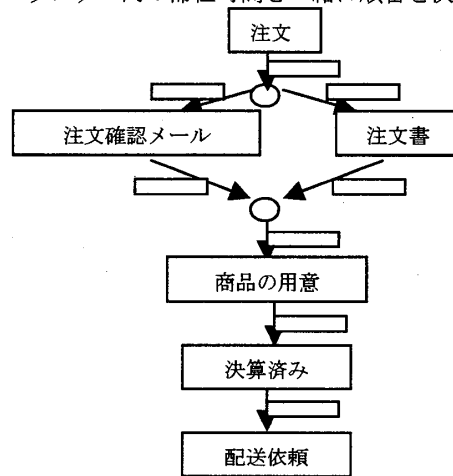 注文
注文確認メール
注文書
商品の用意
決算済み
配送依頼